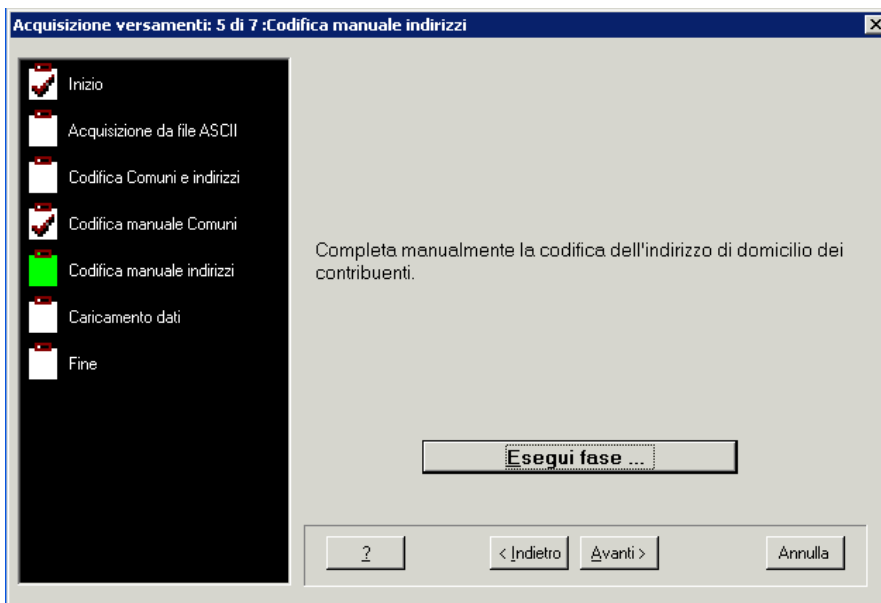 Acquisizione versamenti: 5 di 7 :Codifica manuale indirizzi
Inizio
Acquisizione da file ASCII
Codifica Comuni e indirizzi
Codifica manuale Comuni
Codifica manuale indirizzi
Caricamento dati
Fine
Completa manualmente la codifica dell'indirizzo di domicilio dei
contribuenti.
Esegui fase ...
?
< Indietro
Avanti >
Annulla